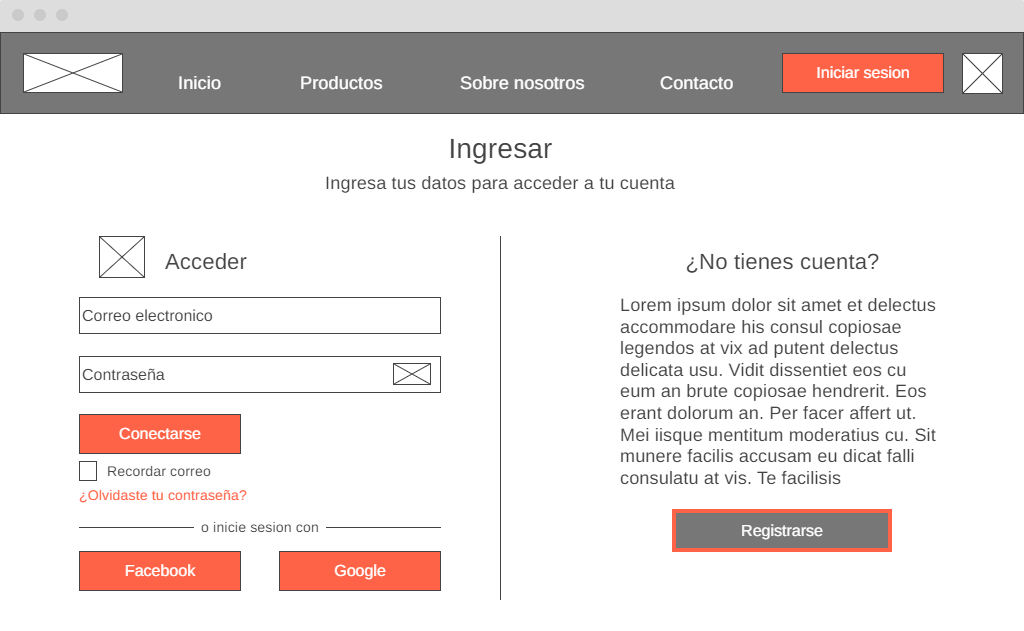 Inicio
Productos
Sobre nosotros
Contacto
Iniciar sesion
Ingresar
Ingresa tus datos para acceder a tu cuenta
Acceder
Correo electronico
Contraseña
Conectarse
Recordar correo
¿Olvidaste tu contraseña?
o inicie sesion con
Facebook
Google
¿No tienes cuenta?
Lorem ipsum dolor sit amet et delectus
accommodare his consul copiosae
legendos at vix ad putent delectus
delicata usu. Vidit dissentiet eos cu
eum an brute copiosae hendrerit. Eos
erant dolorum an. Per facer affert ut.
Mei iisque mentitum moderatius cu. Sit
munere facilis accusam eu dicat falli
consulatu at vis. Te facilisis
Registrarse